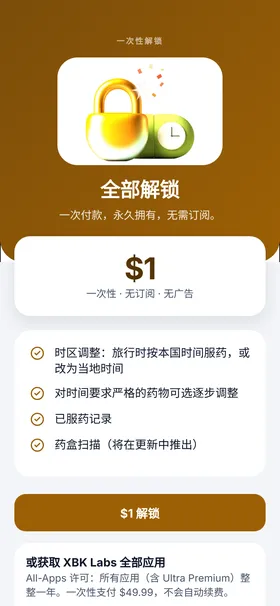 一次性解锁
全部解锁
一次付款，永久拥有，无需订阅。
$1
一次性 · 无订阅 · 无广告
时区调整：旅行时按本国时间服药，或
改为当地时间
对时间要求严格的药物可选逐步调整
已服药记录
药盒扫描（将在更新中推出）
$1 解锁
或获取 XBK Labs 全部应用
All-Apps 许可：所有应用（含 Ultra Premium）整
整一年。一次性支付 $49.99，不会自动续费。